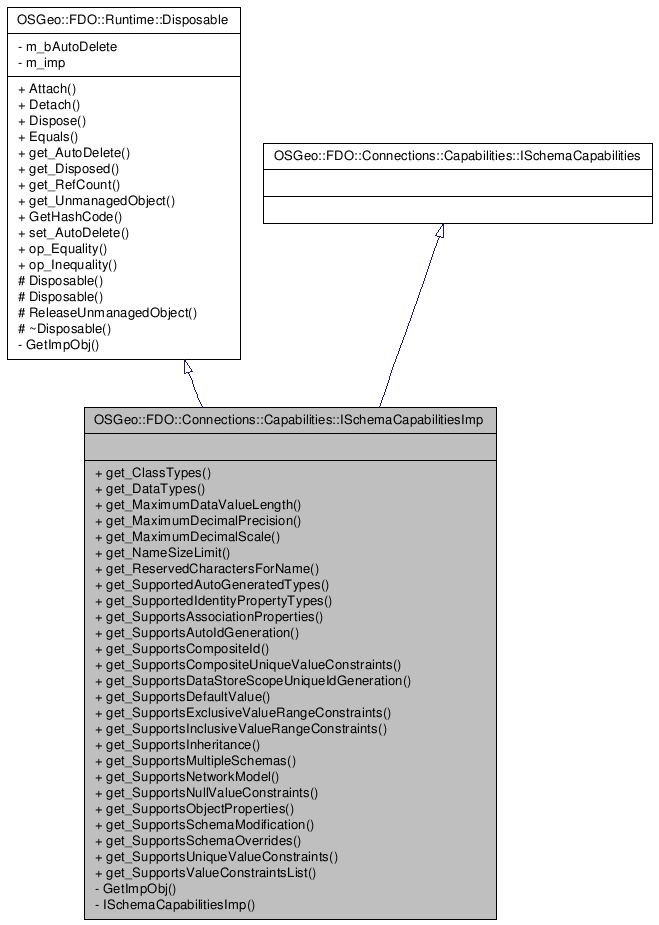 OSGeo::FDO::Runtime::Disposable
- m_bAutoDelete
- m_imp
+ Attach()
+ Detach()
+ Dispose()
+ Equals()
+ get_AutoDelete()
+ get_Disposed()
+ get_RefCount()
+ get_UnmanagedObject()
+ GetHashCode()
+ set_AutoDelete()
+ op_Equality()
+ op_Inequality()
# Disposable()
# Disposable()
# ReleaseUnmanagedObject()
# ~Disposable()
- GetImpObj()
OSGeo::FDO::Connections::Capabilities::ISchemaCapabilities
OSGeo::FDO::Connections::Capabilities::ISchemaCapabilitiesImp
+ get_ClassTypes()
+ get_DataTypes()
+ get_MaximumDataValueLength()
+ get_MaximumDecimalPrecision()
+ get_MaximumDecimalScale()
+ get_NameSizeLimit()
+ get_ReservedCharactersForName()
+ get_SupportedAutoGeneratedTypes()
+ get_SupportedIdentityPropertyTypes()
+ get_SupportsAssociationProperties()
+ get_SupportsAutoIdGeneration()
+ get_SupportsCompositeId()
+ get_SupportsCompositeUniqueValueConstraints()
+ get_SupportsDataStoreScopeUniqueIdGeneration()
+ get_SupportsDefaultValue()
+ get_SupportsExclusiveValueRangeConstraints()
+ get_SupportsInclusiveValueRangeConstraints()
+ get_SupportsInheritance()
+ get_SupportsMultipleSchemas()
+ get_SupportsNetworkModel()
+ get_SupportsNullValueConstraints()
+ get_SupportsObjectProperties()
+ get_SupportsSchemaModification()
+ get_SupportsSchemaOverrides()
+ get_SupportsUniqueValueConstraints()
+ get_SupportsValueConstraintsList()
- GetImpObj()
- ISchemaCapabilitiesImp()